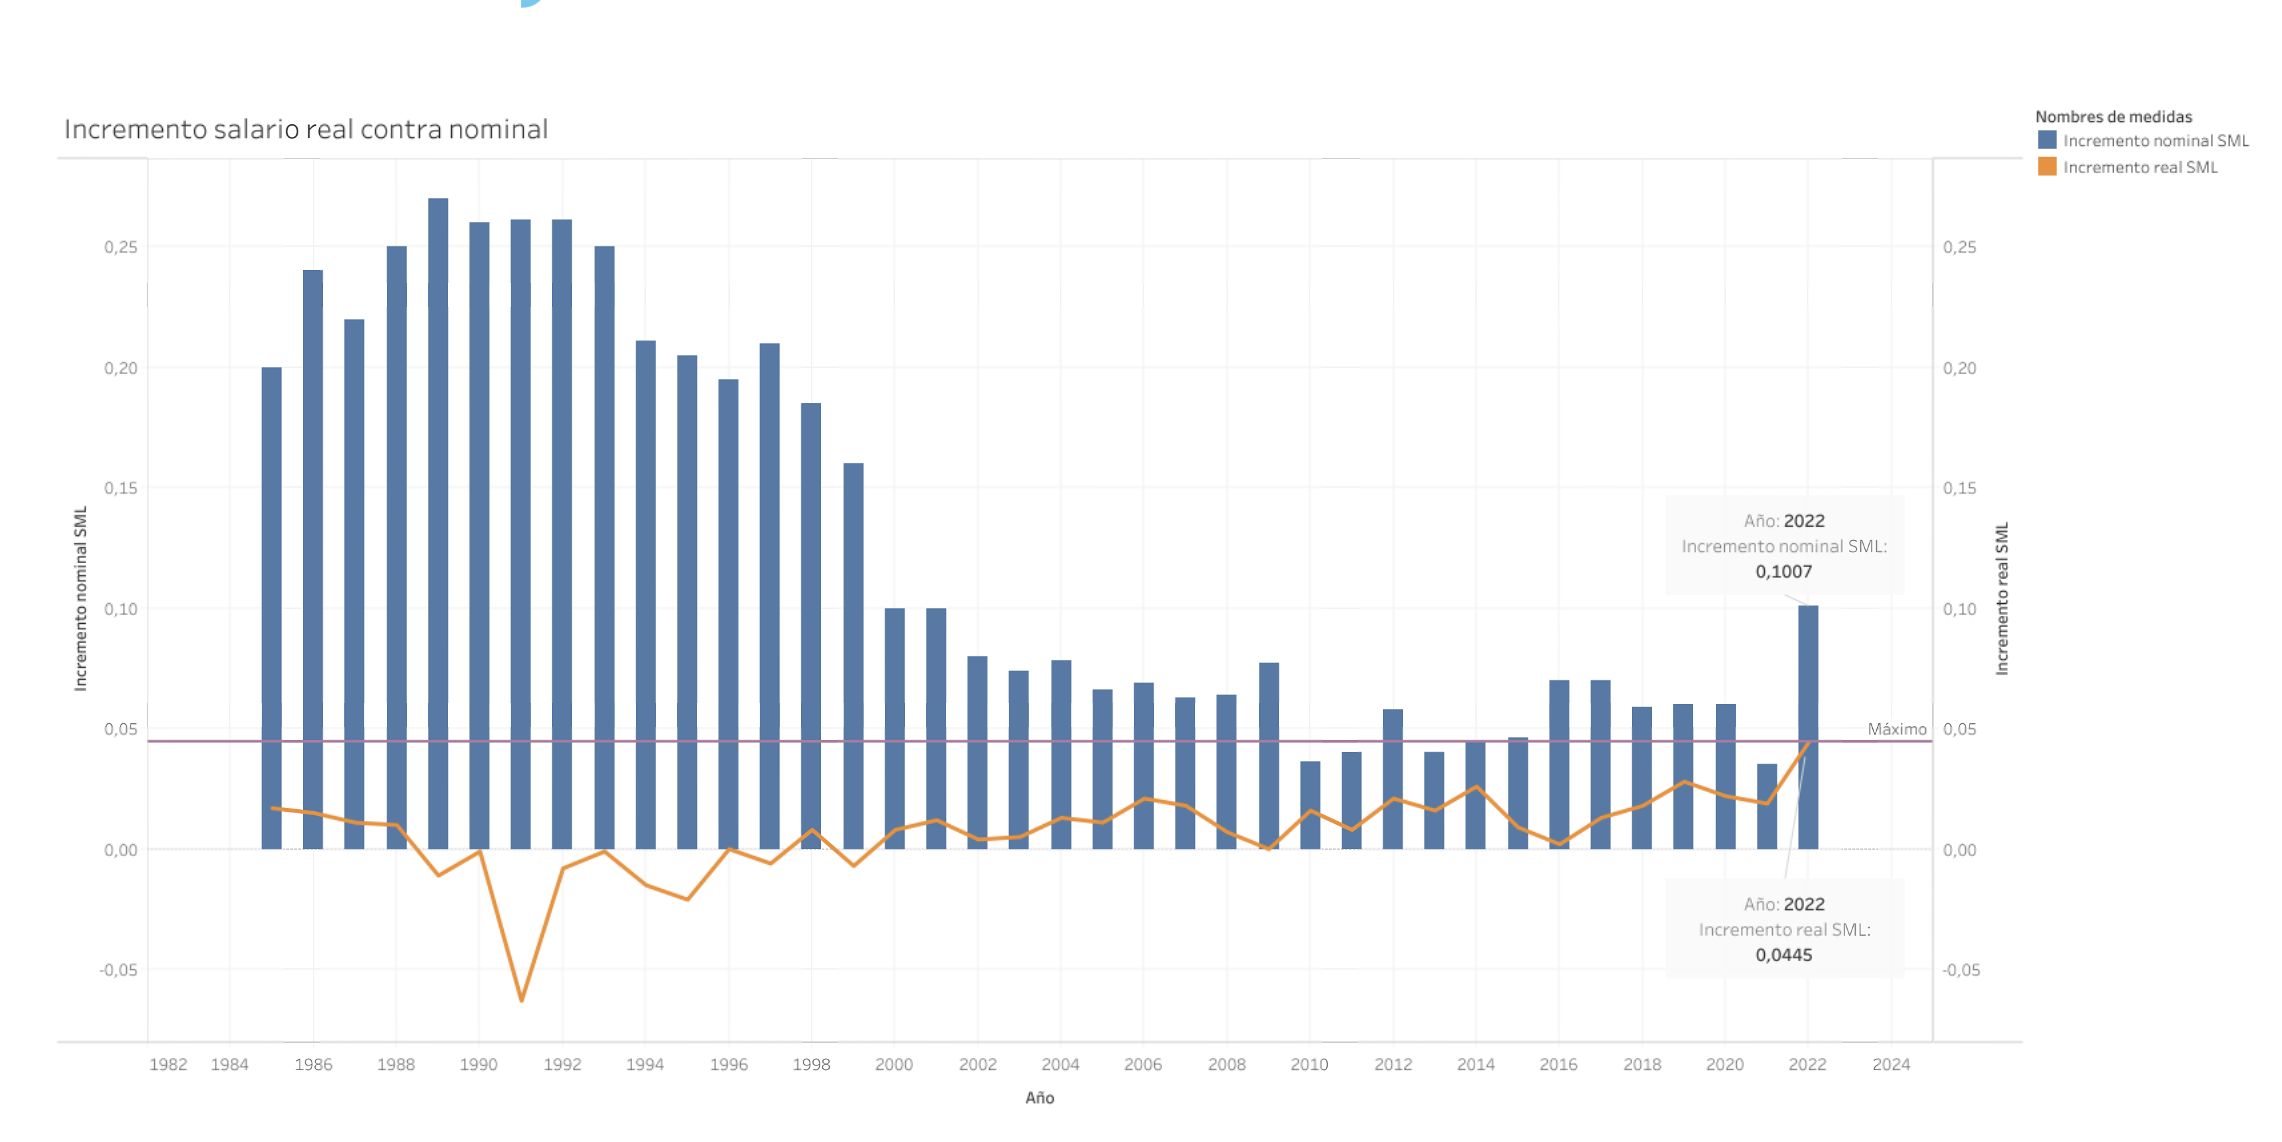 Incremento salario real contra nominal
Nombres de medidas
Incremento nominal SML
Incremento real SML
0,25
0,20
0,15
0,10
0,05
0,00
-0,05
Incremento nominal SML
Año: 2022
Incremento nominal SML:
0,1007
Máximo
Año: 2022
Incremento real SML:
0,0445
0,25
0,20
0,15
0,10
0,05
0,00
-0,05
Incremento real SML
1982 1984 1986 1988 1990 1992 1994 1996 1998 2000 2002 2004 2006 2008 2010 2012 2014 2016 2018 2020 2022 2024
Año